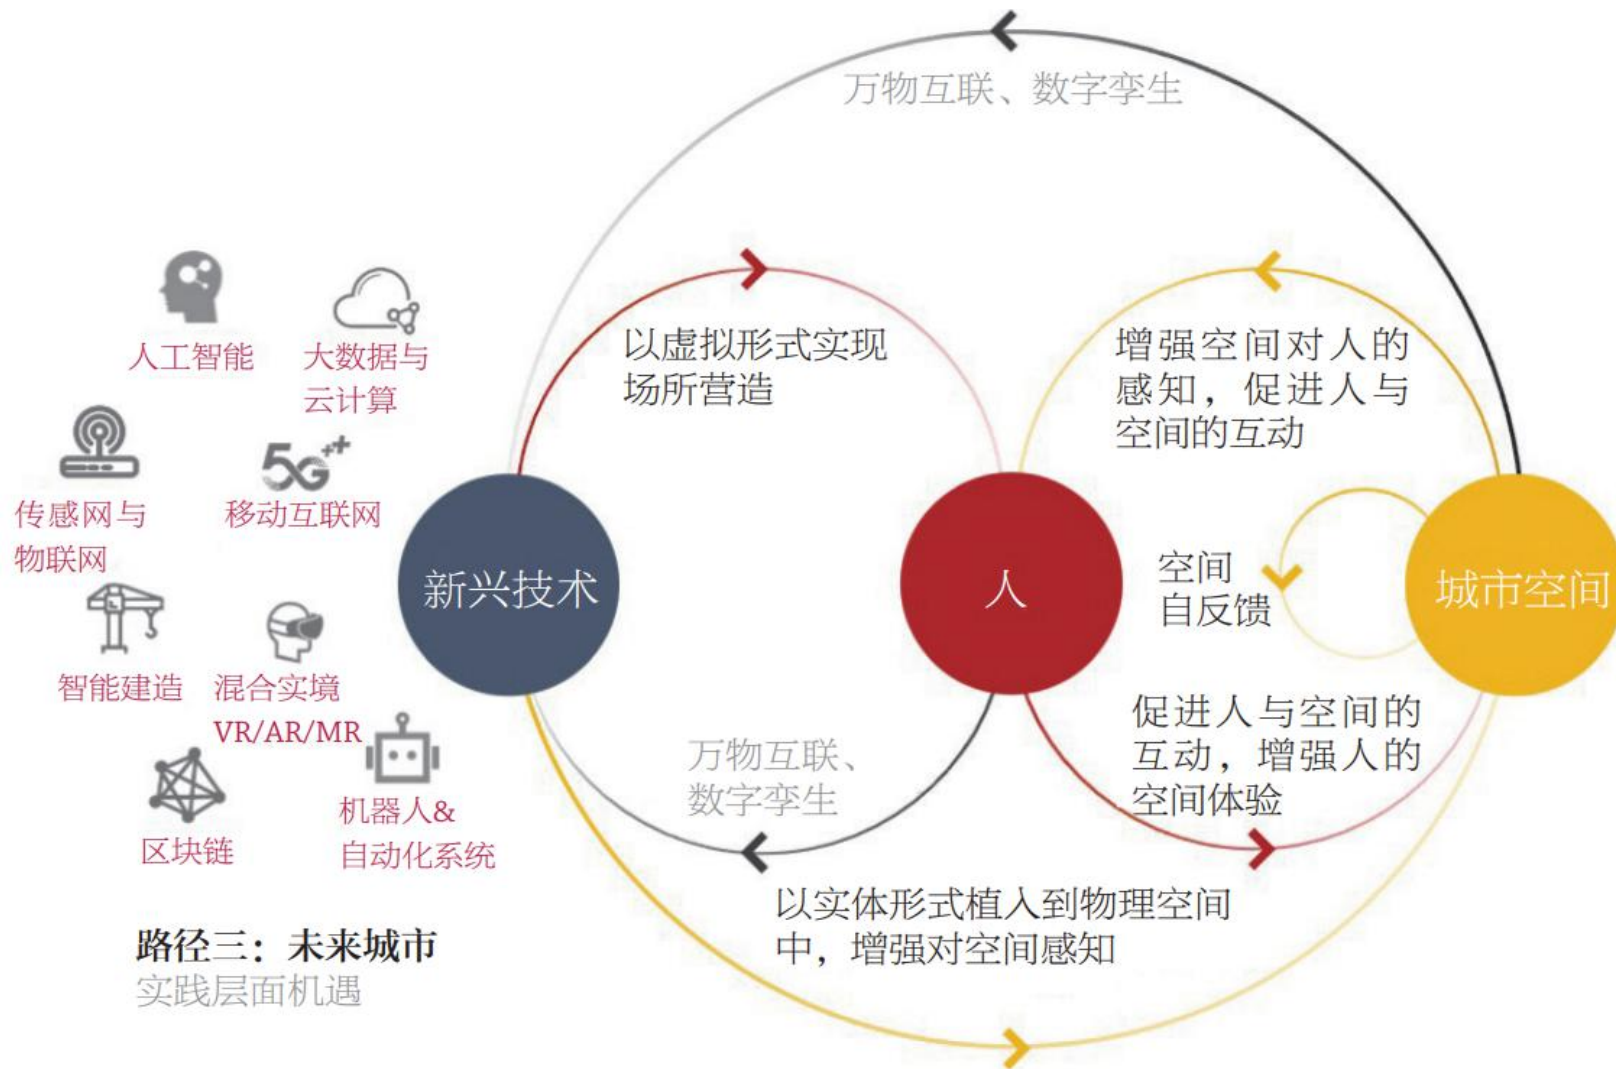 万物互联、数字孪生
人工智能
大数据与
云计算
以虚拟形式实现
场所营造
增强空间对人的
感知，促进人与
空间的互动
传感网与
物联网
5G++
移动互联网
新兴技术
人
空间
自反馈
城市空间
智能建造
混合实境
VR/AR/MR
促进人与空间的
互动，增强人的
空间体验
万物互联、
数字孪生
机器人&
自动化系统
区块链
以实体形式植入到物理空间
中，增强对空间感知
路径三：未来城市
实践层面机遇